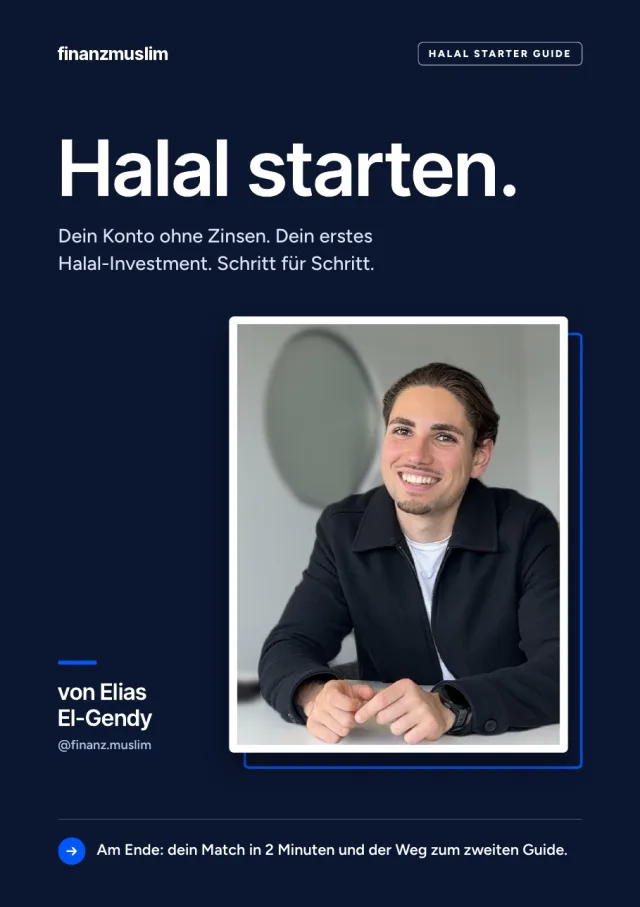 finanzmuslim
HALAL STARTER GUIDE
Halal starten.
Dein Konto ohne Zinsen. Dein erstes
Halal-Investment. Schritt für Schritt.
von Elias
El-Gendy
@finanz.muslim
Am Ende: dein Match in 2 Minuten und der Weg zum zweiten Guide.